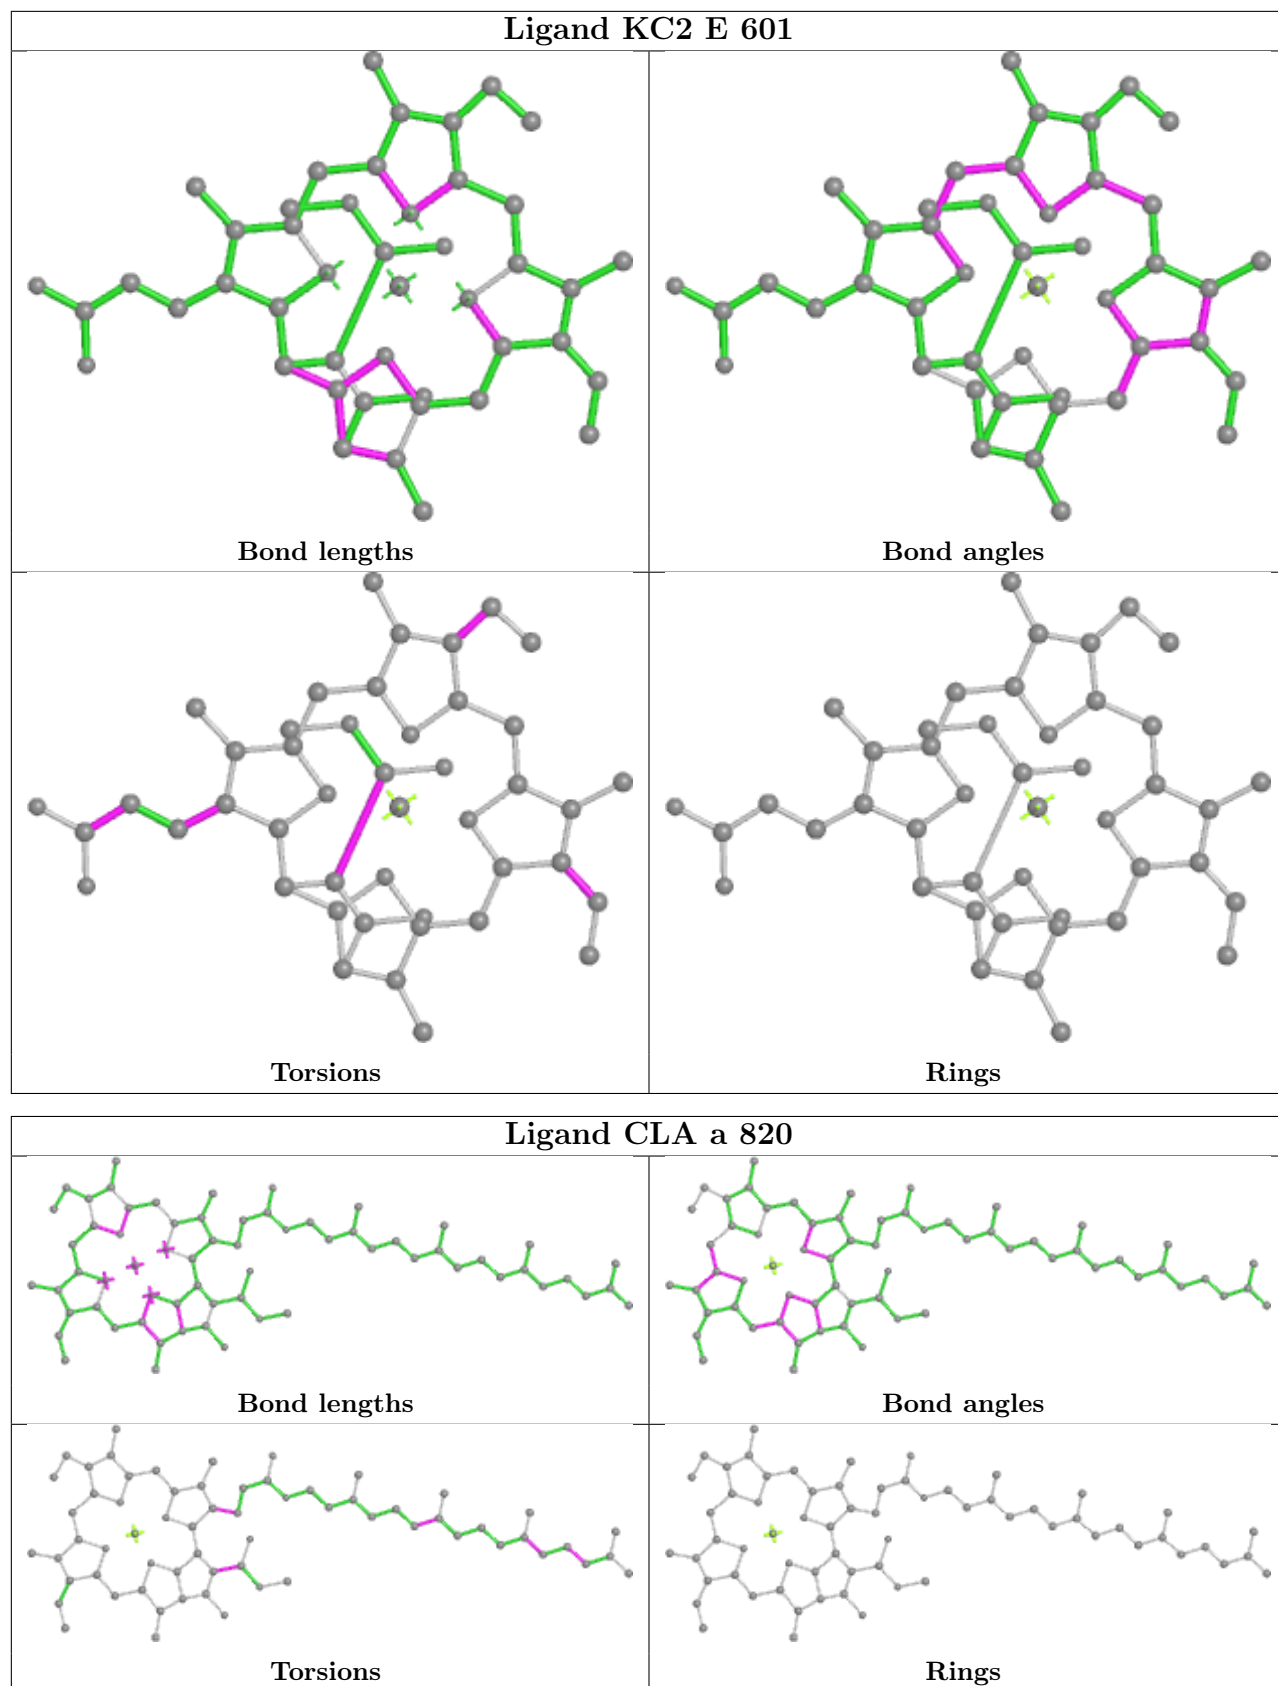 Ligand KC2 E 601
Bond lengths
Bond angles
Torsions
Rings
Ligand CLA a 820
Bond lengths
Bond angles
Torsions
Rings